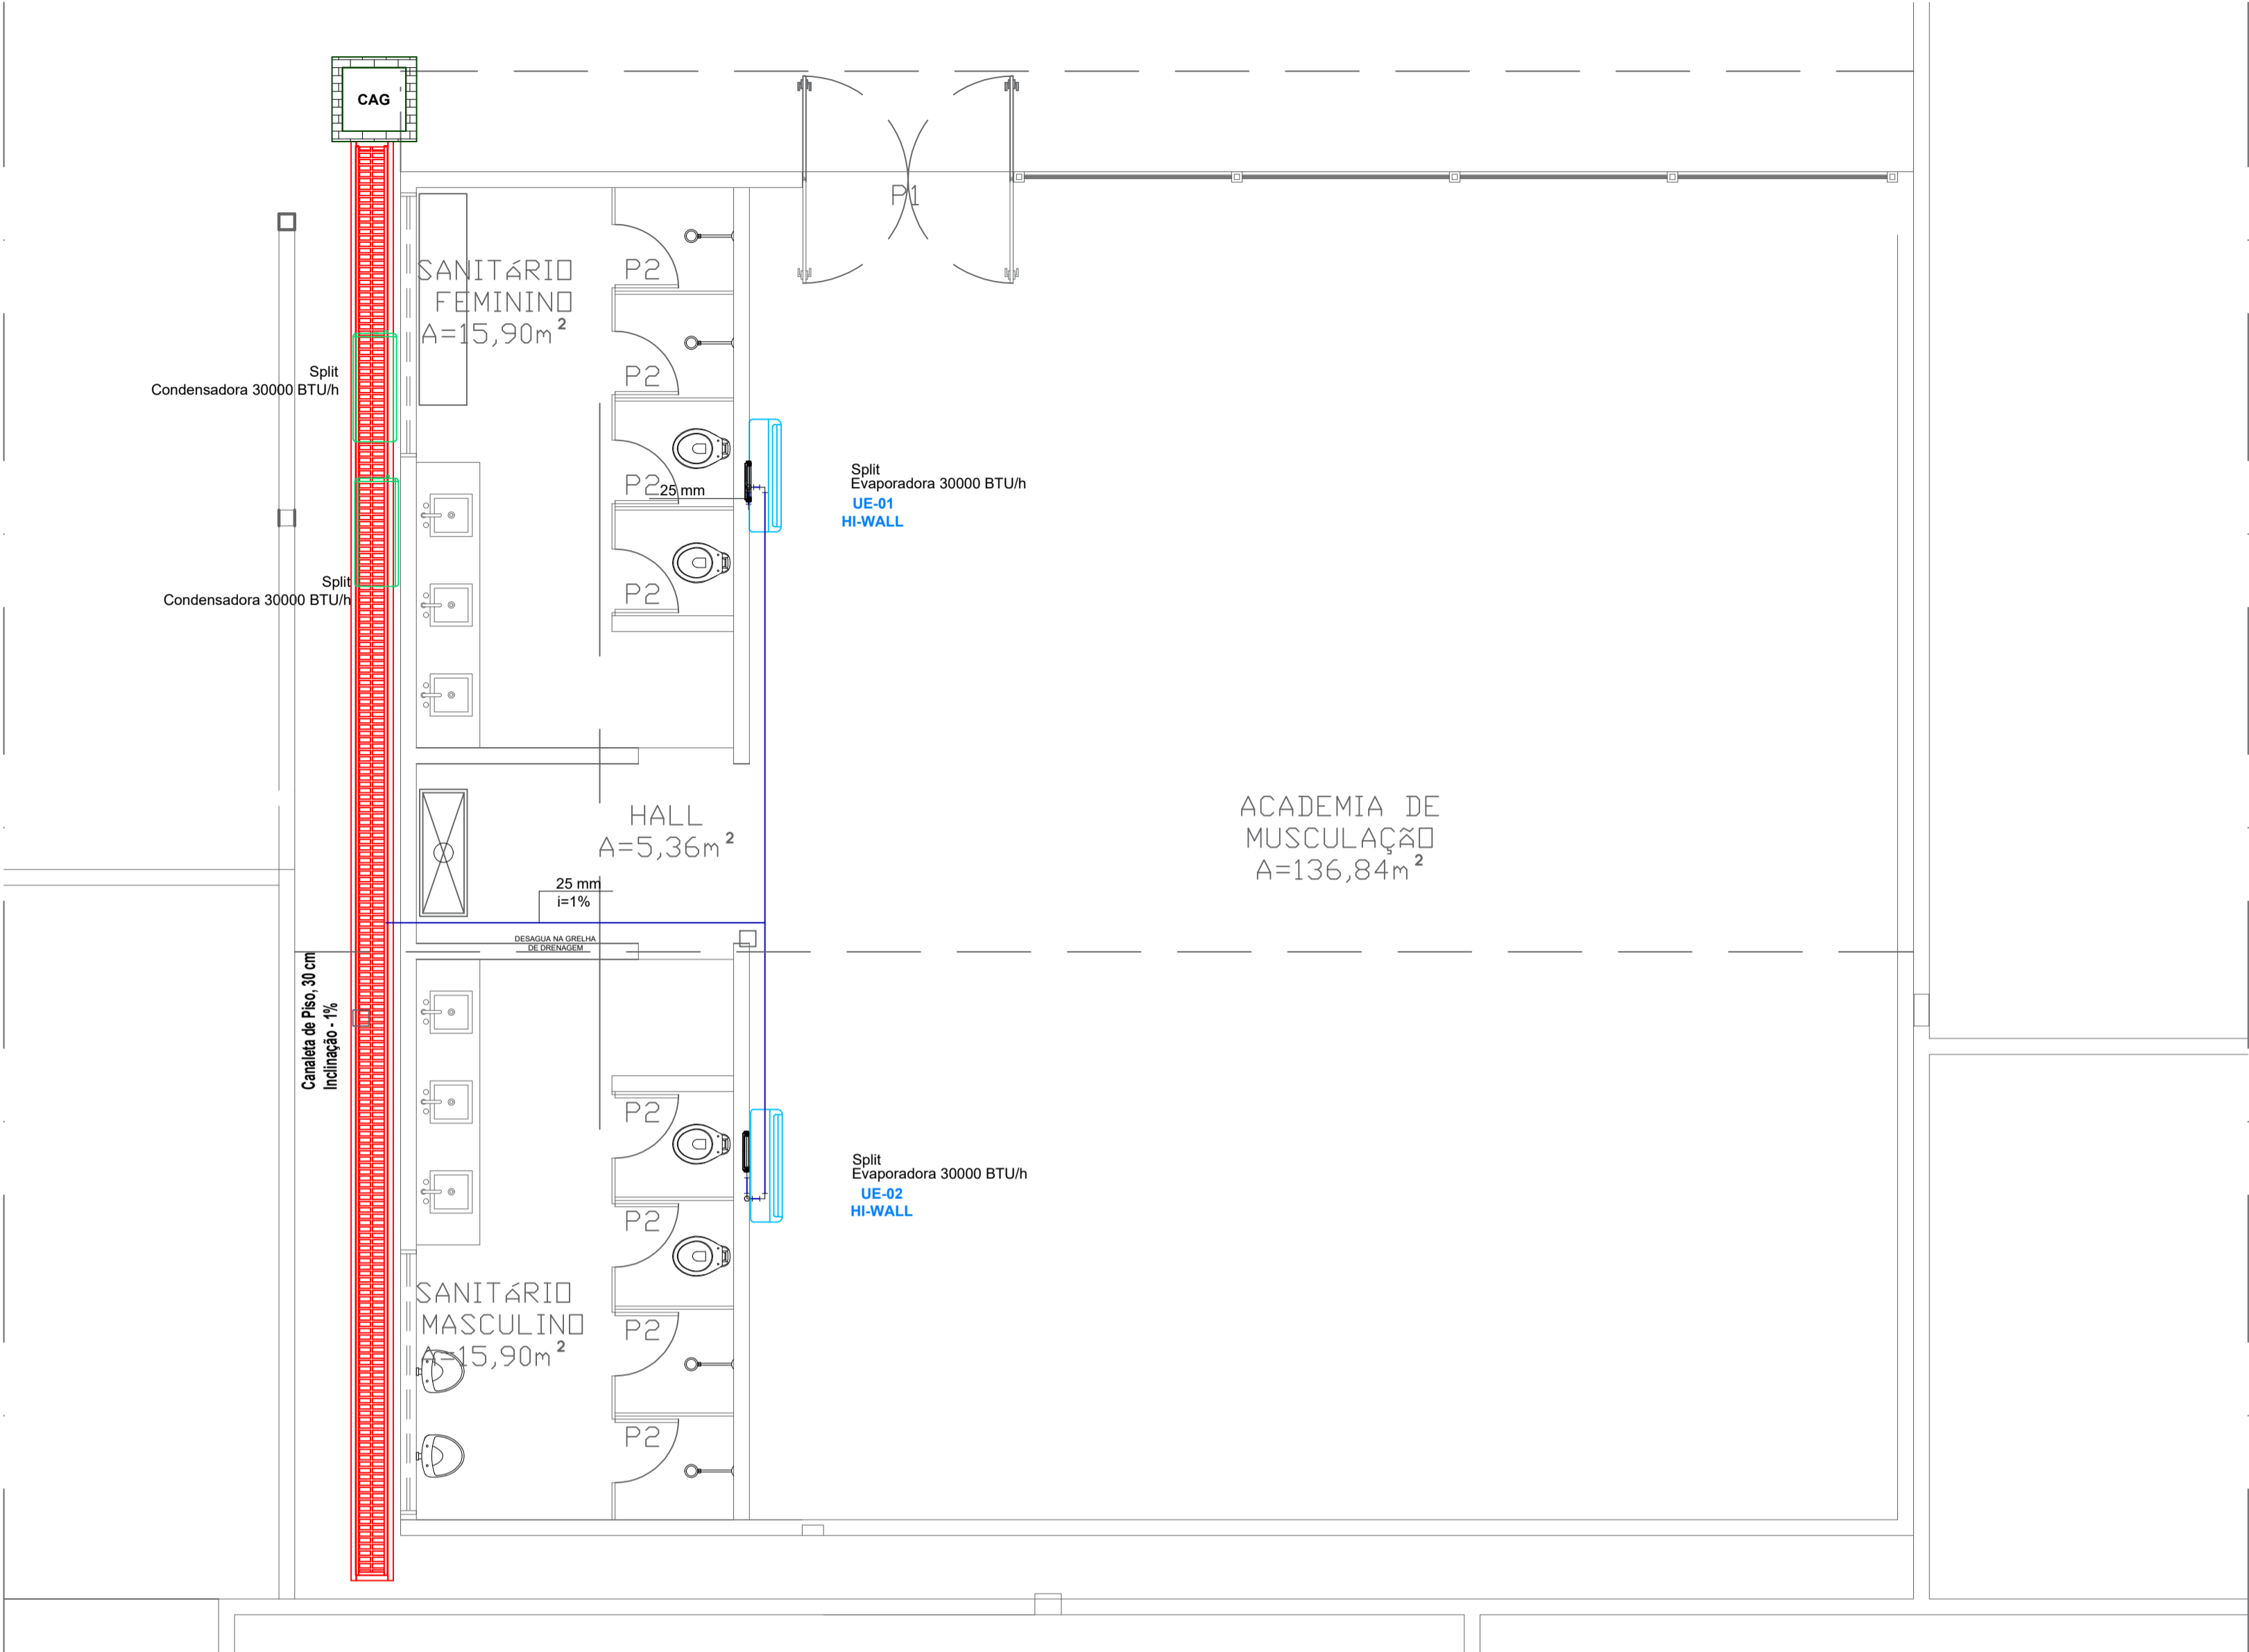 CAG
P1
SANITáRIO
FEMININO
A=15,90m²
P2
P2
P2
P2
25 mm
Split
Condensadora 30000 BTU/h
Split
Condensadora 30000 BTU/h
Split
Evaporadora 30000 BTU/h
UE-01
HI-WALL
HALL
A=5,36m²
ACADEMIA DE
MUSCULAÇÃO
A=136,84m²
25 mm
i=1%
DESAGUA NA GRELHA
DE DRENAGEM
Canaleta de Piso, 30 cm
Inclinação - 1%
P2
P2
P2
P2
Split
Evaporadora 30000 BTU/h
UE-02
HI-WALL
SANITáRIO
MASCULINO
A=15,90m²